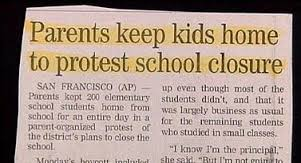 Parents keep kids home
to protest school closure
SAN FRANCISCO (AP) —
Parents kept 200 elementary
school students home from
school for an entire day in a
parent-organized protest of
the district's plans to close the
school.
Monday's boycott included
up even though most of the
students didn't, and that it
was largely business as usual
for the remaining students
who studied in small classes.
"I know I'm the principal,"
she said. "But I'm not going to